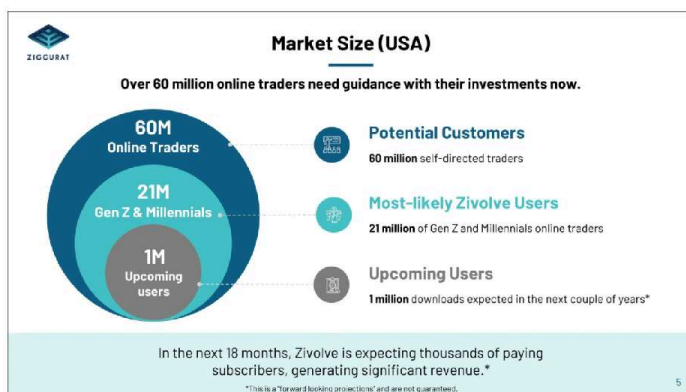 ZIGGURAT
Market Size (USA)
Over 60 million online traders need guidance with their investments now.
60M
Online Traders
21M
Gen Z & Millennials
1M
Upcoming
users
Potential Customers
60 million self-directed traders
Most-likely Zivolve Users
21 million of Gen Z and Millennials online traders
Upcoming Users
1 million downloads expected in the next couple of years*
In the next 18 months, Zivolve is expecting thousands of paying
subscribers, generating significant revenue.*
*This is a "forward looking projections" and are not guaranteed.
5